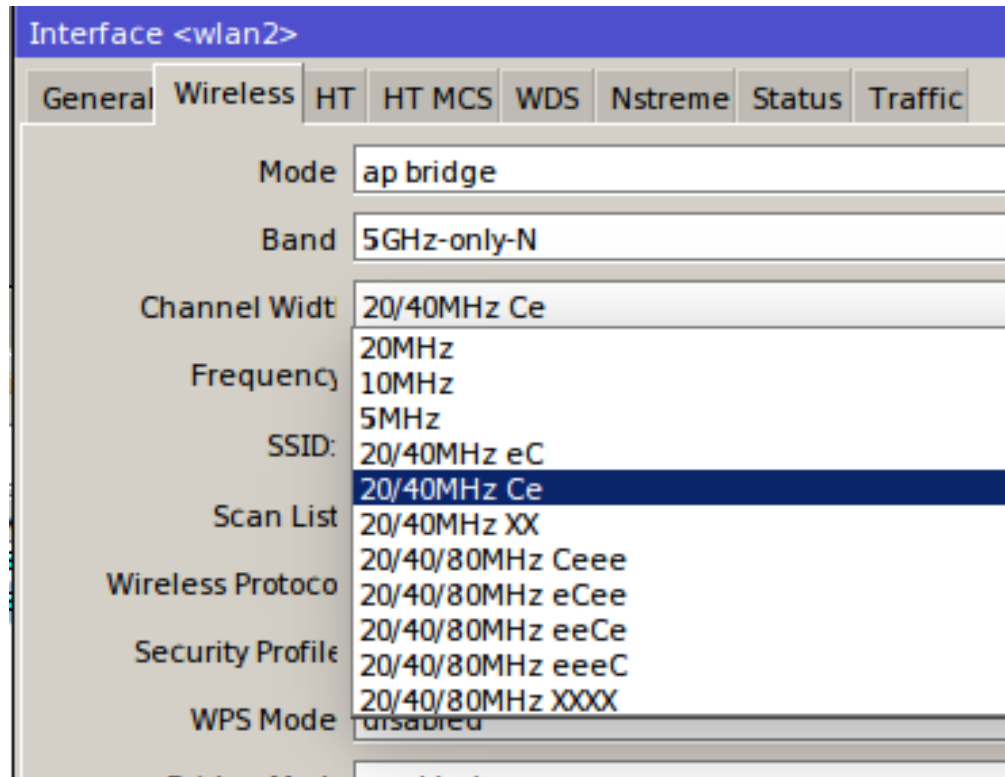 Interface <wlan2>
General Wireless HT HT MCS WDS Nstreme Status Traffic
Mode ap bridge
Band 5GHz-only-N
Channel Widt 20/40MHz Ce
20MHz
Frequency 10MHz
5MHz
SSID: 20/40MHz eC
20/40MHz Ce
Scan List 20/40MHz XX
20/40/80MHz Ceee
Wireless Protoco 20/40/80MHz eCee
20/40/80MHz eeCe
Security Profile 20/40/80MHz eeeC
20/40/80MHz XXXX
WPS Mode disabled